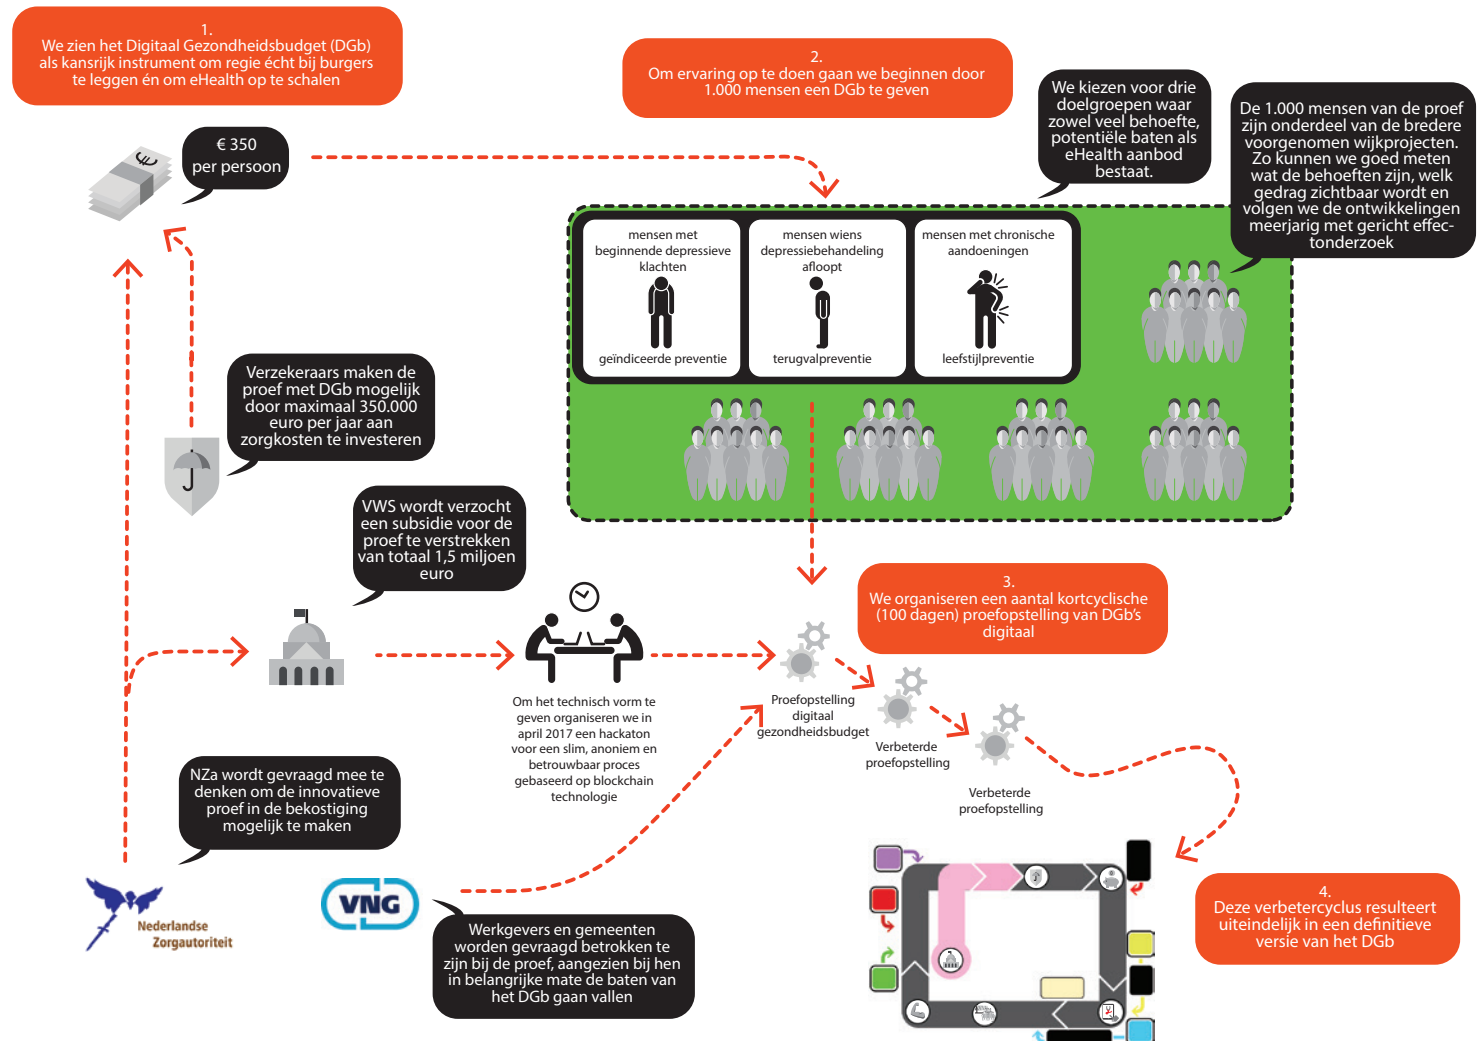 1.
We zien het Digitaal Gezondheidsbudget (DGb)
als kansrijk instrument om regie écht bij burgers
te leggen én om eHealth op te schalen
€ 350
per persoon
2.
Om ervaring op te doen gaan we beginnen door
1.000 mensen een DGb te geven
We kiezen voor drie
doelgroepen waar
zowel veel behoefte,
potentiële baten als
eHealth aanbod
bestaat.
De 1.000 mensen van de proef
zijn onderdeel van de bredere
voorgenomen wijkprojecten.
Zo kunnen we goed meten
wat de behoeften zijn, welk
gedrag zichtbaar wordt en
volgen we de ontwikkelingen
meerjarig met gericht effec-
tonderzoek
mensen met
beginnende depressieve
klachten
geïndiceerde preventie
mensen wiens
depressiebehandeling
afloopt
terugvalpreventie
mensen met chronische
aandoeningen
leefstijlpreventie
Verzekeraars maken de
proef met DGb mogelijk
door maximaal 350.000
euro per jaar aan
zorgkosten te investeren
VWS wordt verzocht
een subsidie voor de
proef te verstrekken
van totaal 1,5 miljoen
euro
Om het technisch vorm te
geven organiseren we in
april 2017 een hackaton
voor een slim, anoniem en
betrouwbaar proces
gebaseerd op blockchain
technologie
3.
We organiseren een aantal kortcyclische
(100 dagen) proefopstelling van DGb's
digitaal
Proefopstelling
digitaal
gezondheidsbudget
Verbeterde
proefopstelling
Verbeterde
proefopstelling
NZa wordt gevraagd mee te
denken om de innovatieve
proef in de bekostiging
mogelijk te maken
Nederlandse
Zorgautoriteit
VNG
Werkgevers en gemeenten
worden gevraagd betrokken te
zijn bij de proef, aangezien bij hen
in belangrijke mate de baten van
het DGb gaan vallen
4.
Deze verbetercyclus resulteert
uiteindelijk in een definitieve
versie van het DGb